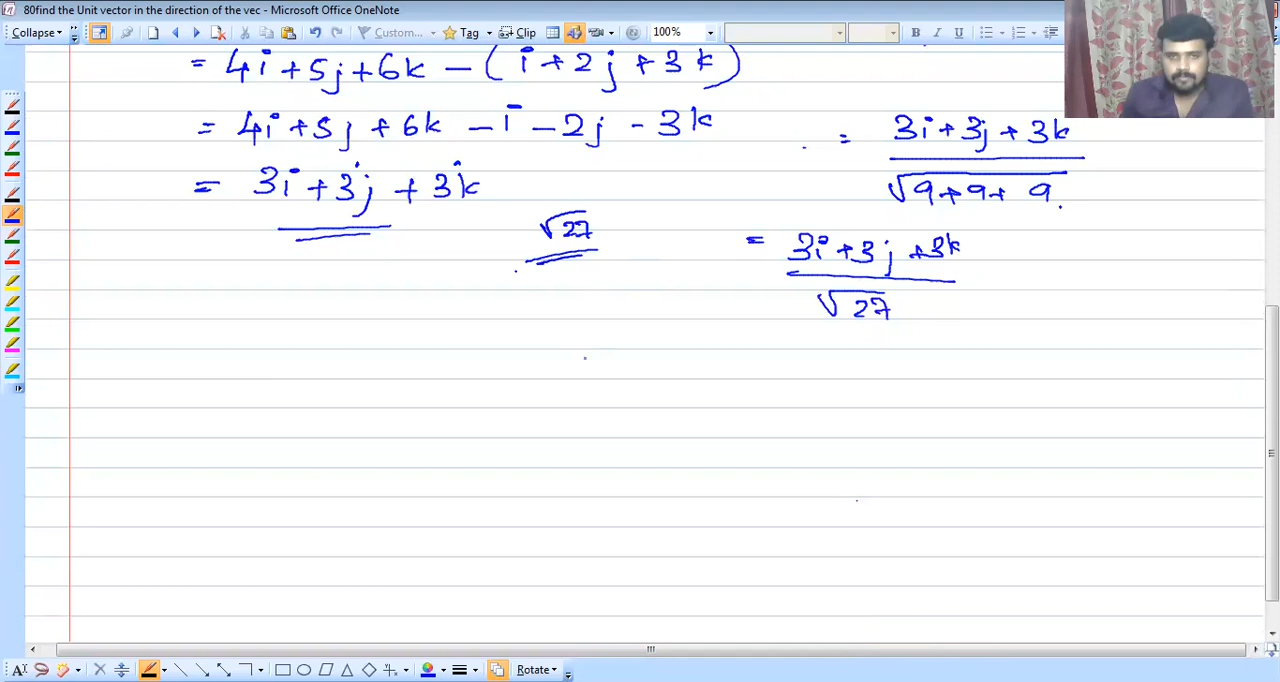 80find the Unit vector in the direction of the vec - Microsoft Office OneNote
Collapse Custom... Tag Clip 100% B I U
= 4i + 5j + 6k - ( i + 2j + 3k )
= 4i + 5j + 6k - i - 2j - 3k
= 3i + 3j + 3k
√27
= 3i + 3j + 3k
√9 + 9 + 9
= 3i + 3j + 3k
√27
Rotate